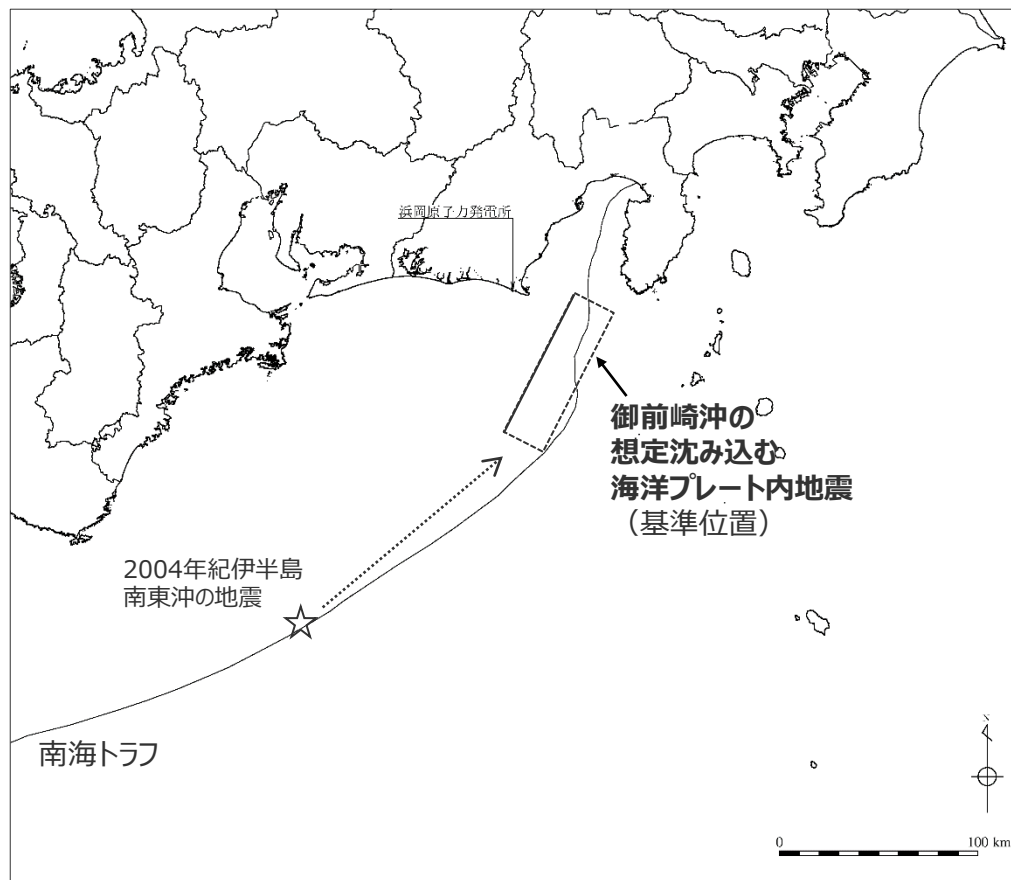 浜岡原子力発電所
御前崎沖の
想定沈み込む
海洋プレート内地震
（基準位置）
2004年紀伊半島
南東沖の地震
南海トラフ
N
0 100 km